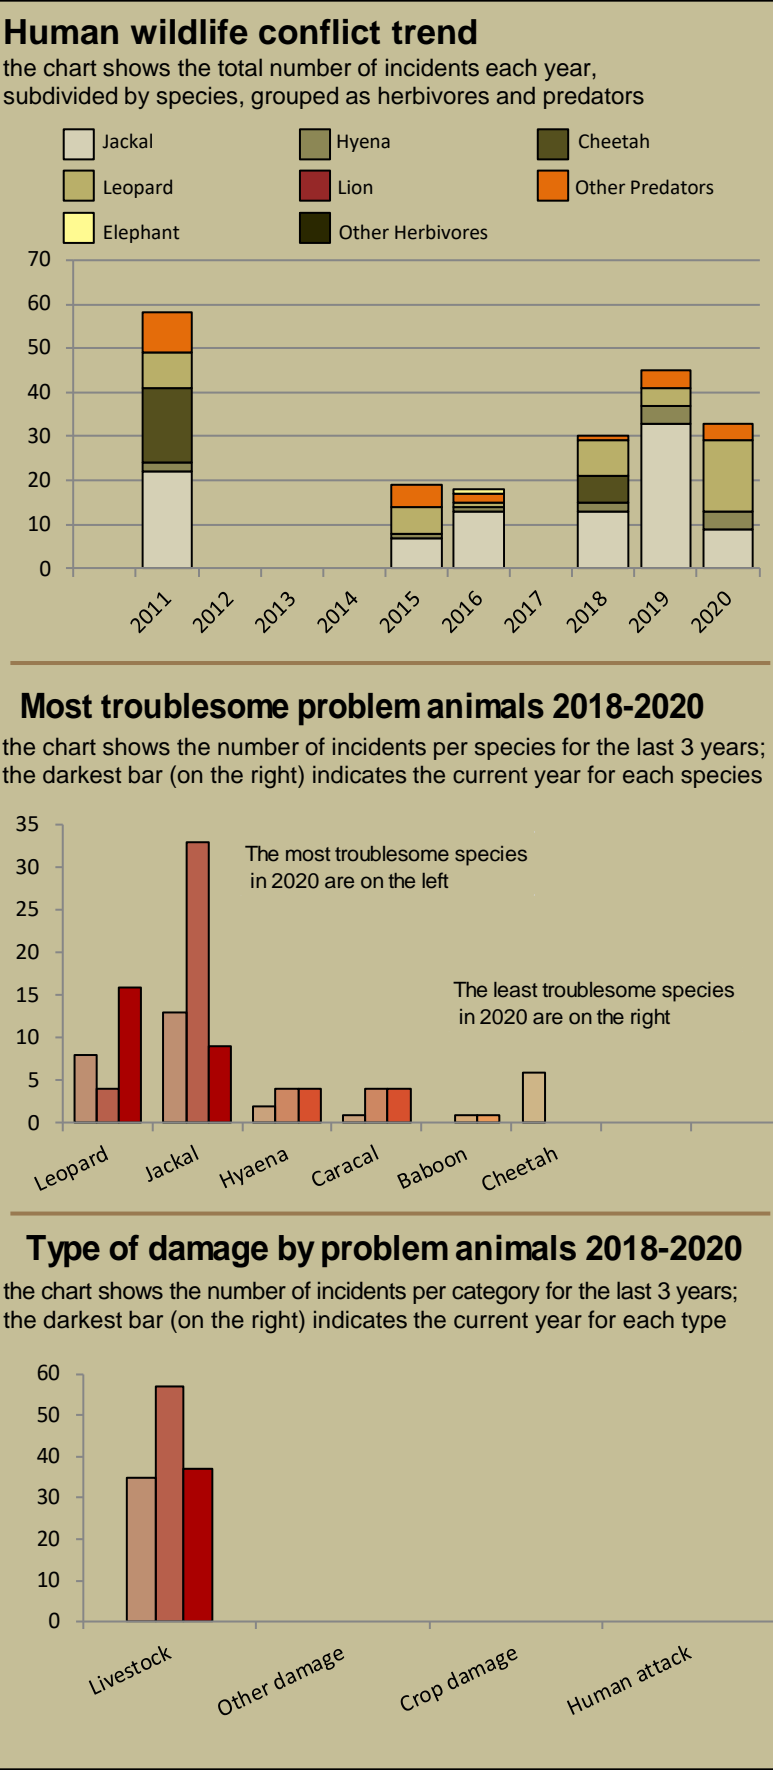 Human wildlife conflict trend
the chart shows the total number of incidents each year,
subdivided by species, grouped as herbivores and predators
Jackal Hyena Cheetah
Leopard Lion Other Predators
Elephant Other Herbivores
70
60
50
40
30
20
10
0
2011 2012 2013 2014 2015 2016 2017 2018 2019 2020
Most troublesome problem animals 2018-2020
the chart shows the number of incidents per species for the last 3 years;
the darkest bar (on the right) indicates the current year for each species
35
The most troublesome species
in 2020 are on the left
30
25
20
15
The least troublesome species
in 2020 are on the right
10
5
0
Leopard Jackal Hyaena Caracal Baboon Cheetah
Type of damage by problem animals 2018-2020
the chart shows the number of incidents per category for the last 3 years;
the darkest bar (on the right) indicates the current year for each type
60
50
40
30
20
10
0
Livestock Other damage Crop damage Human attack